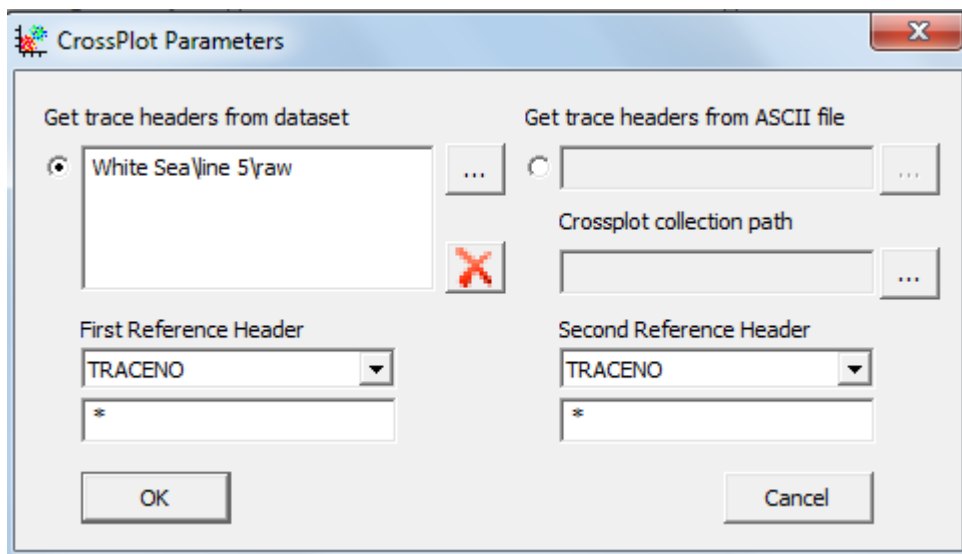 CrossPlot Parameters
Get trace headers from dataset
White Sea\line 5\raw
...
Get trace headers from ASCII file
...
Crossplot collection path
...
First Reference Header
TRACENO
*
Second Reference Header
TRACENO
*
OK
Cancel